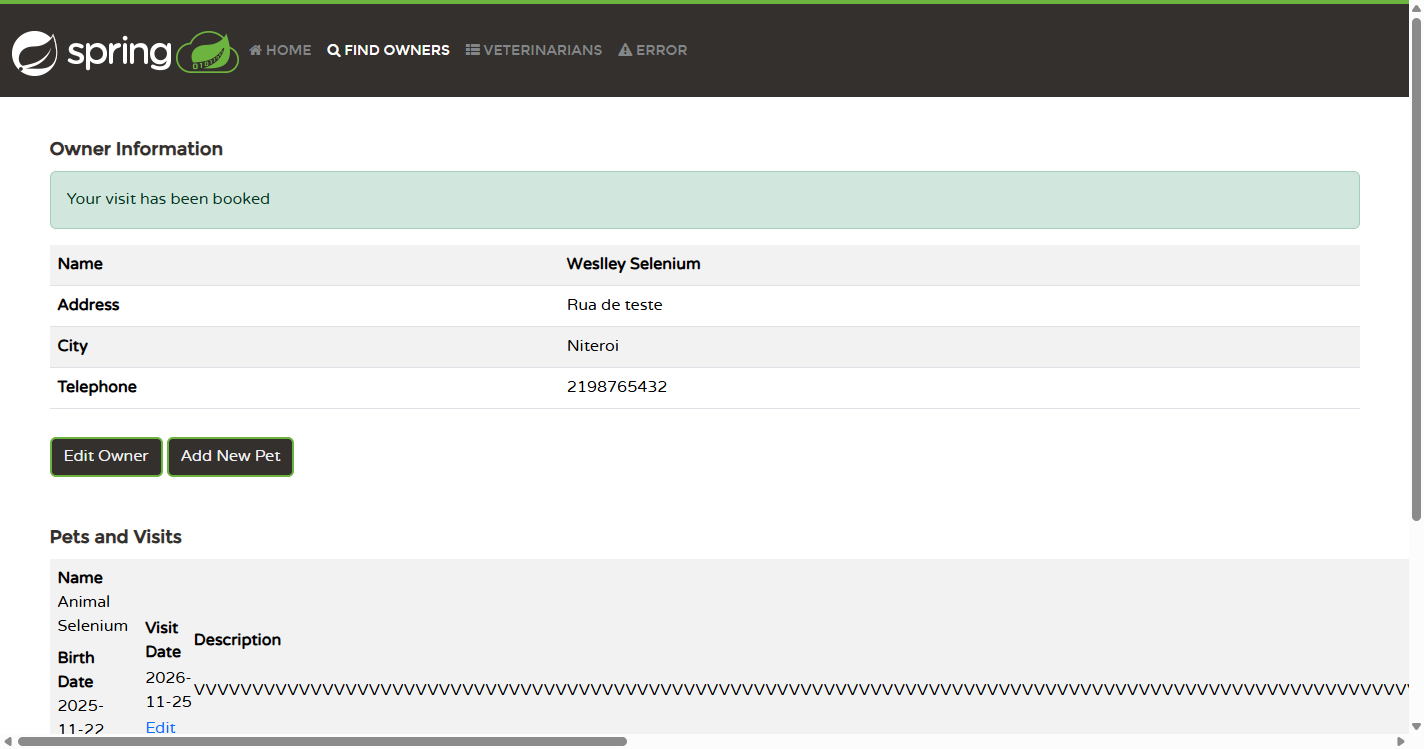 spring
HOME
FIND OWNERS
VETERINARIANS
ERROR
Owner Information
Your visit has been booked
Name Weslley Selenium
Address Rua de teste
City Niteroi
Telephone 2198765432
Edit Owner
Add New Pet
Pets and Visits
Name
Animal
Selenium
Birth
Date
2025-
11-22
Visit
Date
Description
2026-
11-25
Edit